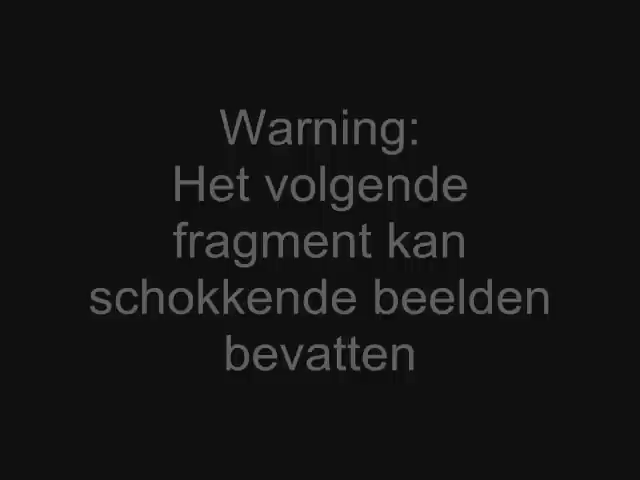 Warning:
Het volgende
fragment kan
schokkende beelden
bevatten